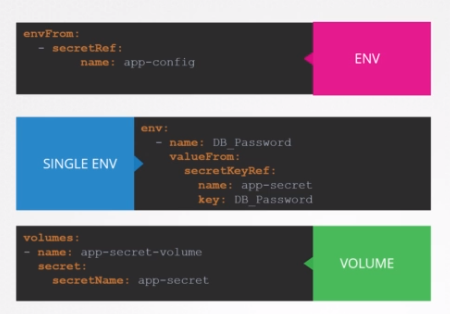 envFrom:
  - secretRef:
        name: app-config
ENV
SINGLE ENV
env:
  - name: DB_Password
    valueFrom:
      secretKeyRef:
        name: app-secret
        key: DB_Password
volumes:
- name: app-secret-volume
  secret:
    secretName: app-secret
VOLUME